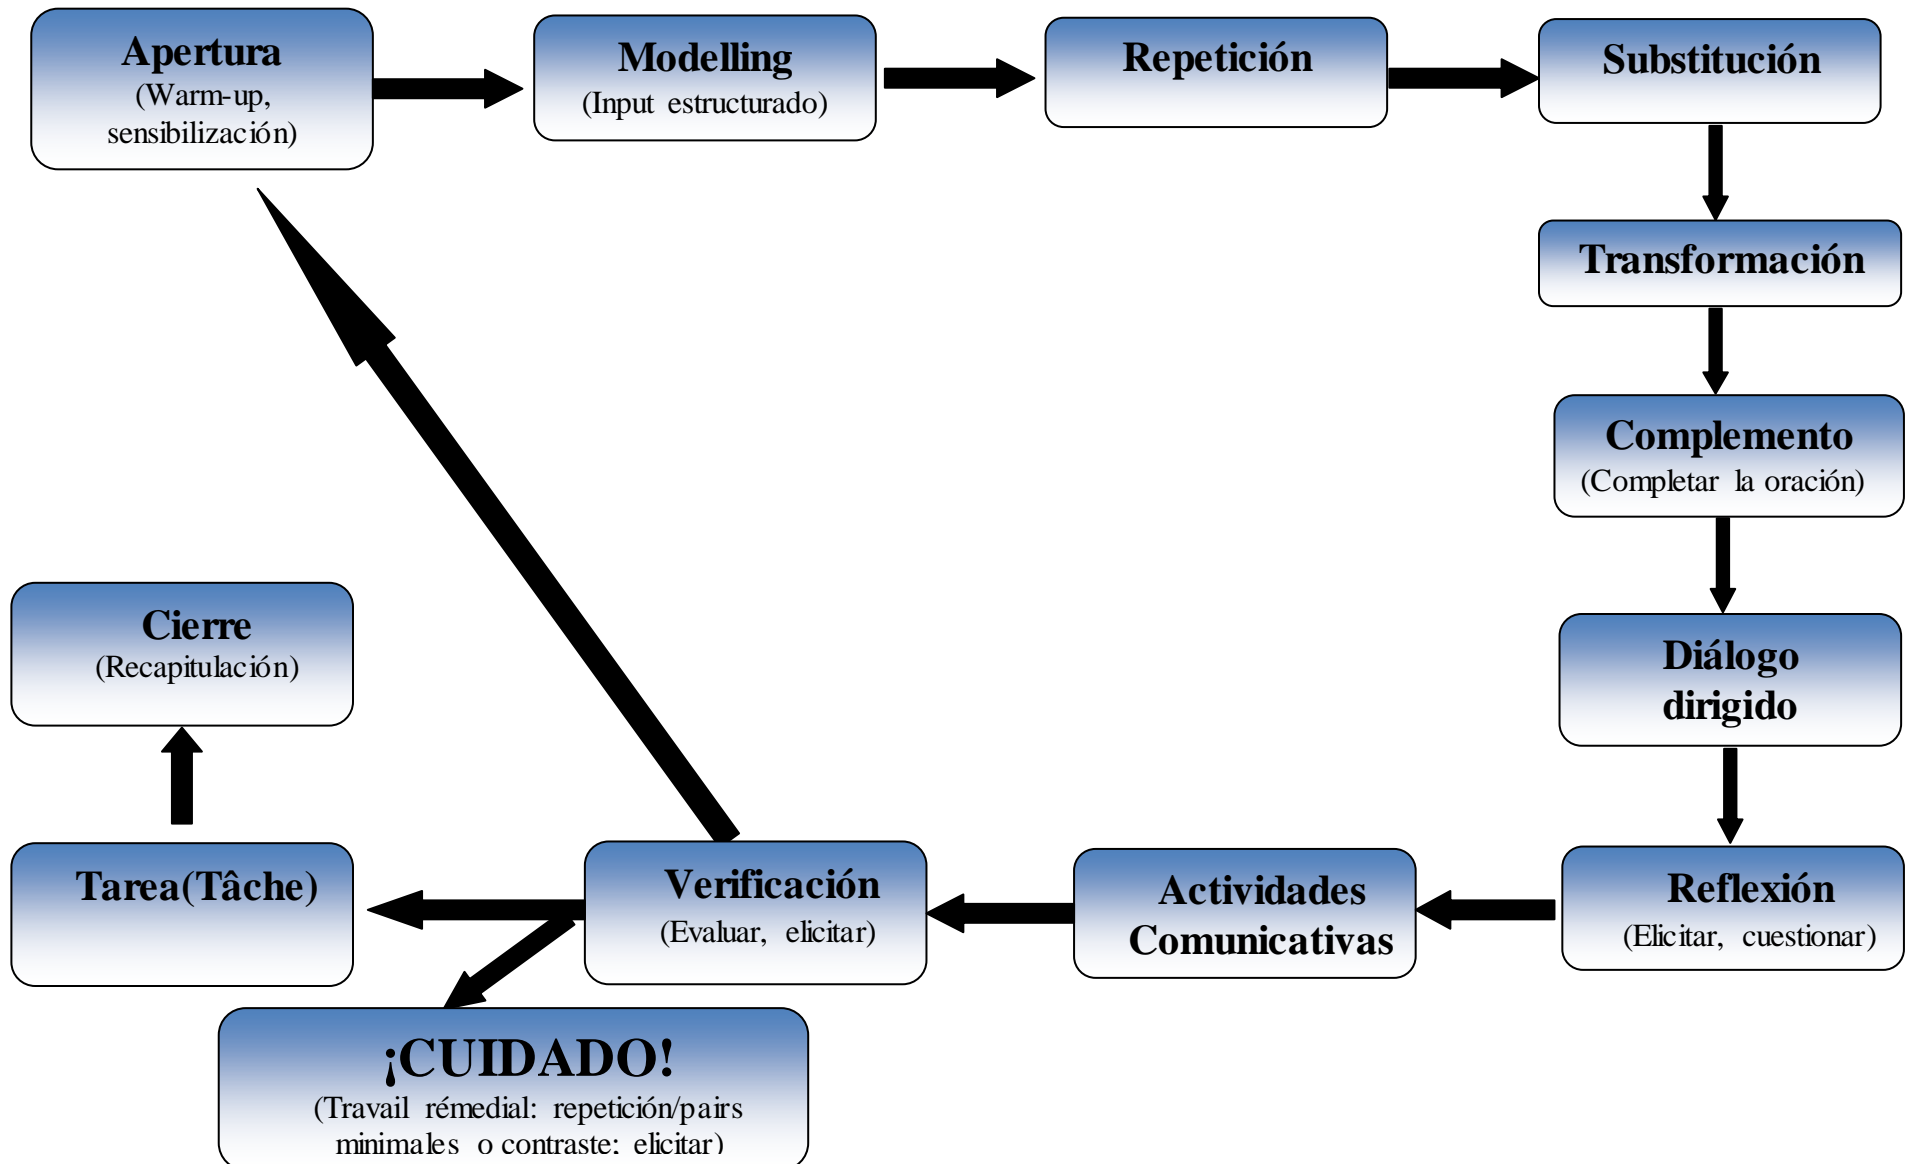 Apertura
(Warm-up,
sensibilización)
Modelling
(Input estructurado)
Repetición
Substitución
Transformación
Complemento
(Completar la oración)
Diálogo
dirigido
Reflexión
(Elicitar, cuestionar)
Actividades
Comunicativas
Verificación
(Evaluar, elicitar)
Tarea(Tâche)
Cierre
(Recapitulación)
¡CUIDADO!
(Travail rémedial: repetición/pairs
minimales o contraste: elicitar)